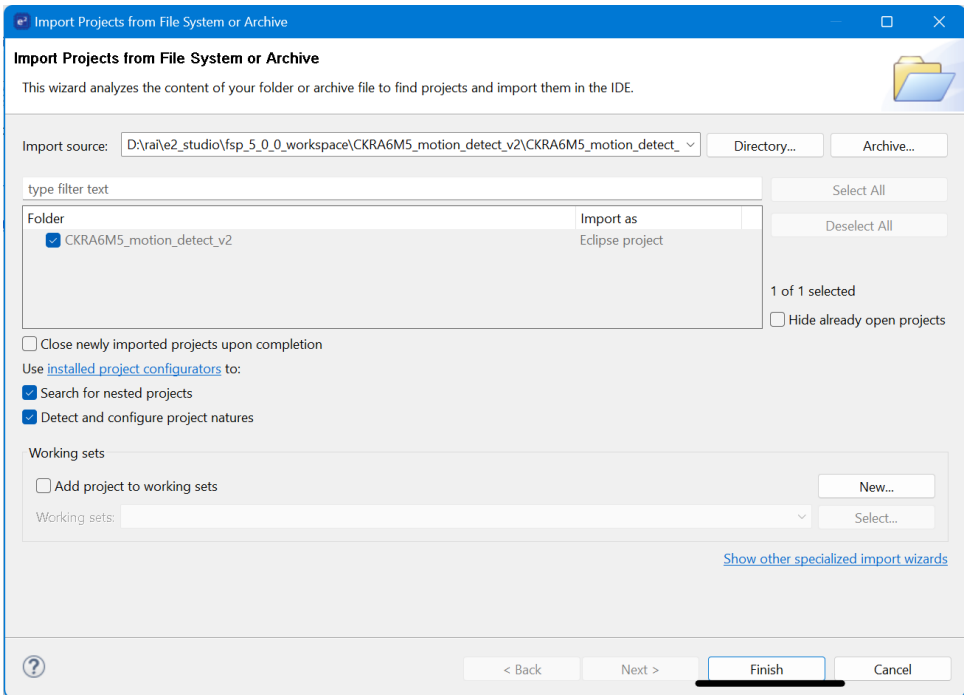 e² Import Projects from File System or Archive
Import Projects from File System or Archive
This wizard analyzes the content of your folder or archive file to find projects and import them in the IDE.
Import source: D:\rai\e2_studio\fsp_5_0_0_workspace\CKRA6M5_motion_detect_v2\CKRA6M5_motion_detect_ Directory... Archive...
type filter text Select All
Folder Import as Deselect All
CKRA6M5_motion_detect_v2 Eclipse project
1 of 1 selected
Hide already open projects
Close newly imported projects upon completion
Use installed project configurators to:
Search for nested projects
Detect and configure project natures
Working sets
Add project to working sets New...
Working sets: Select...
Show other specialized import wizards
? < Back Next > Finish Cancel